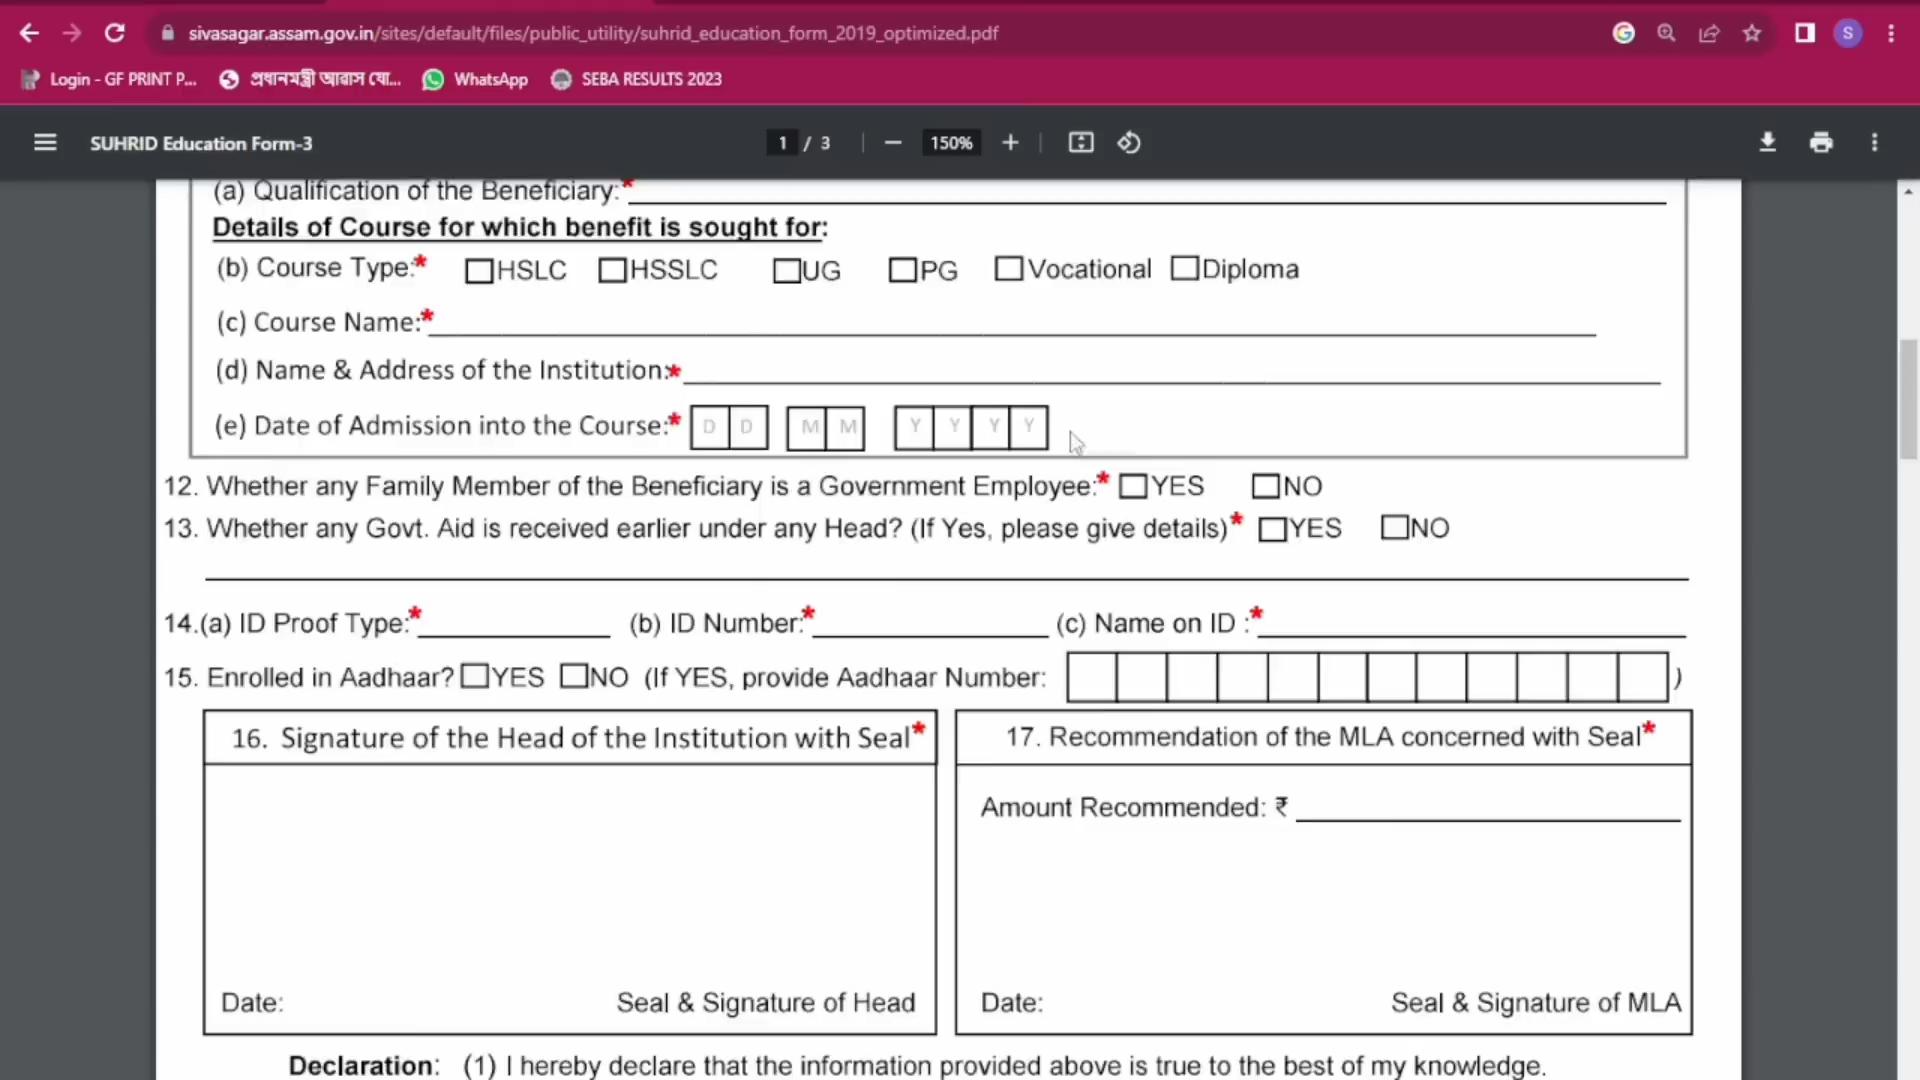 sivasagar.assam.gov.in/sites/default/files/public_utility/suhrid_education_form_2019_optimized.pdf
S
Login - GF PRINT P... প্ৰধানমন্ত্ৰী আৱাস যো... WhatsApp SEBA RESULTS 2023
SUHRID Education Form-3 1 / 3 150%
(a) Qualification of the Beneficiary:*
Details of Course for which benefit is sought for:
(b) Course Type:* HSLC HSSLC UG PG Vocational Diploma
(c) Course Name:*
(d) Name & Address of the Institution:*
(e) Date of Admission into the Course:* D D M M Y Y Y Y
12. Whether any Family Member of the Beneficiary is a Government Employee:* YES NO
13. Whether any Govt. Aid is received earlier under any Head? (If Yes, please give details)* YES NO
14.(a) ID Proof Type:* (b) ID Number:* (c) Name on ID :*
15. Enrolled in Aadhaar? YES NO (If YES, provide Aadhaar Number: )
16. Signature of the Head of the Institution with Seal*
Date: Seal & Signature of Head
17. Recommendation of the MLA concerned with Seal*
Amount Recommended: ₹
Date: Seal & Signature of MLA
Declaration: (1) I hereby declare that the information provided above is true to the best of my knowledge.